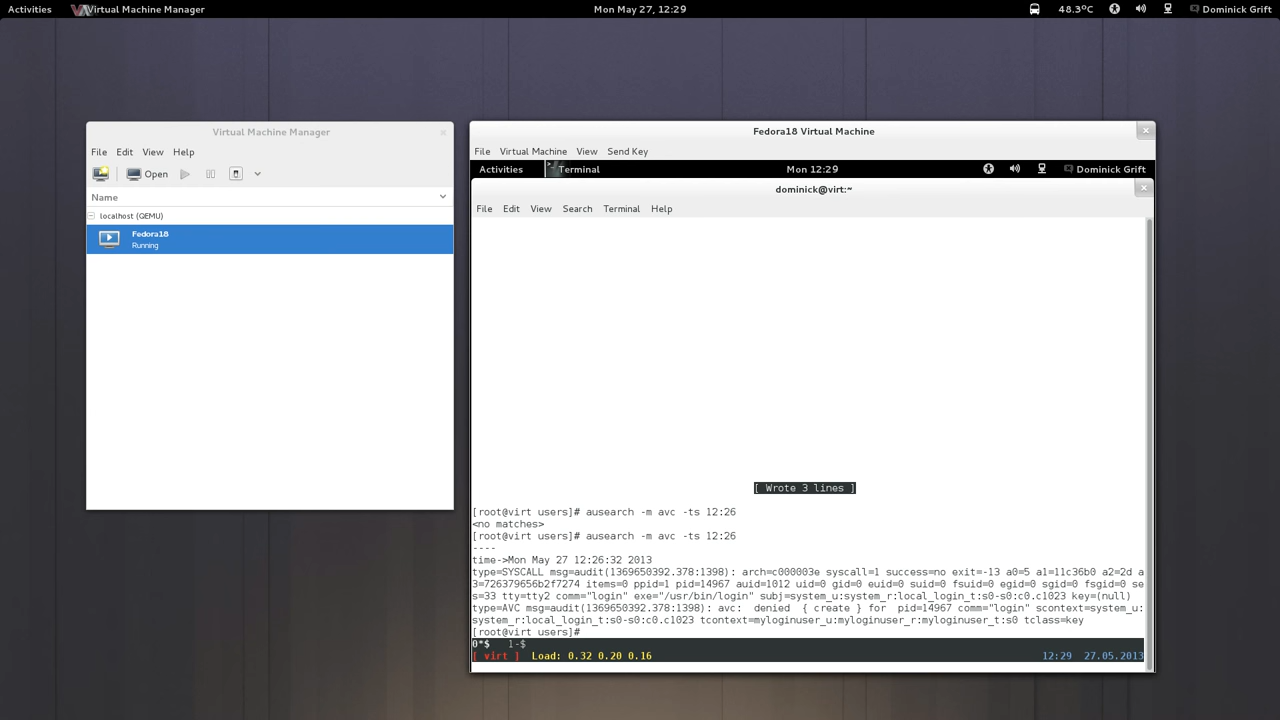 Activities Virtual Machine Manager Mon May 27, 12:29 48.3ºC Dominick Grift
Virtual Machine Manager
File Edit View Help
Open
Name
localhost (QEMU)
Fedora18
Running
Fedora18 Virtual Machine
File Virtual Machine View Send Key
Activities Terminal Mon 12:29 Dominick Grift
dominick@virt:~
File Edit View Search Terminal Help
[ Wrote 3 lines ]
[root@virt users]# ausearch -m avc -ts 12:26
<no matches>
[root@virt users]# ausearch -m avc -ts 12:26
----
time->Mon May 27 12:26:32 2013
type=SYSCALL msg=audit(1369650392.378:1398): arch=c000003e syscall=1 success=no exit=-13 a0=5 a1=11c36b0 a2=2d a
3=726379656b2f7274 items=0 ppid=1 pid=14967 auid=1012 uid=0 gid=0 euid=0 suid=0 fsuid=0 egid=0 sgid=0 fsgid=0 se
s=33 tty=tty2 comm="login" exe="/usr/bin/login" subj=system_u:system_r:local_login_t:s0-s0:c0.c1023 key=(null)
type=AVC msg=audit(1369650392.378:1398): avc:  denied  { create } for  pid=14967 comm="login" scontext=system_u:
system_r:local_login_t:s0-s0:c0.c1023 tcontext=myloginuser_u:myloginuser_r:myloginuser_t:s0 tclass=key
[root@virt users]#
0*$ 1-$
[ virt ] Load: 0.32 0.20 0.16 12:29 27.05.2013